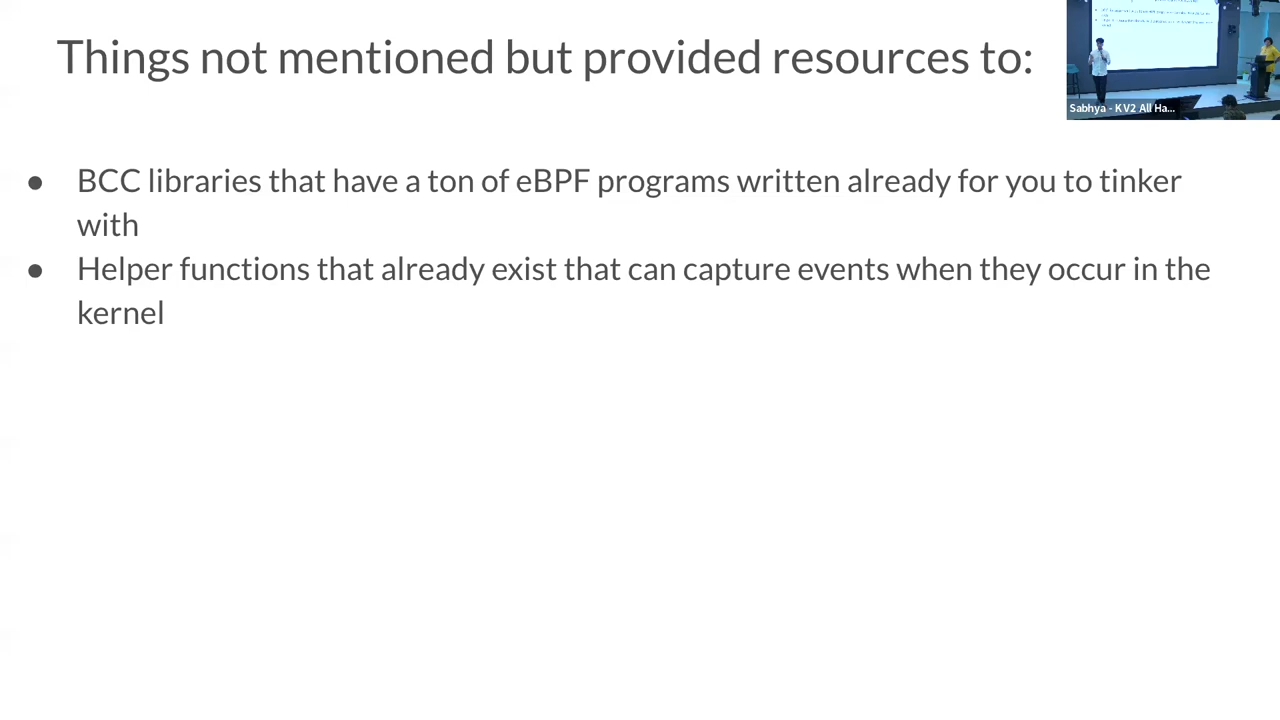 Things not mentioned but provided resources to:
Sabhya - KV2 All Ha...
● BCC libraries that have a ton of eBPF programs written already for you to tinker
with
● Helper functions that already exist that can capture events when they occur in the
kernel